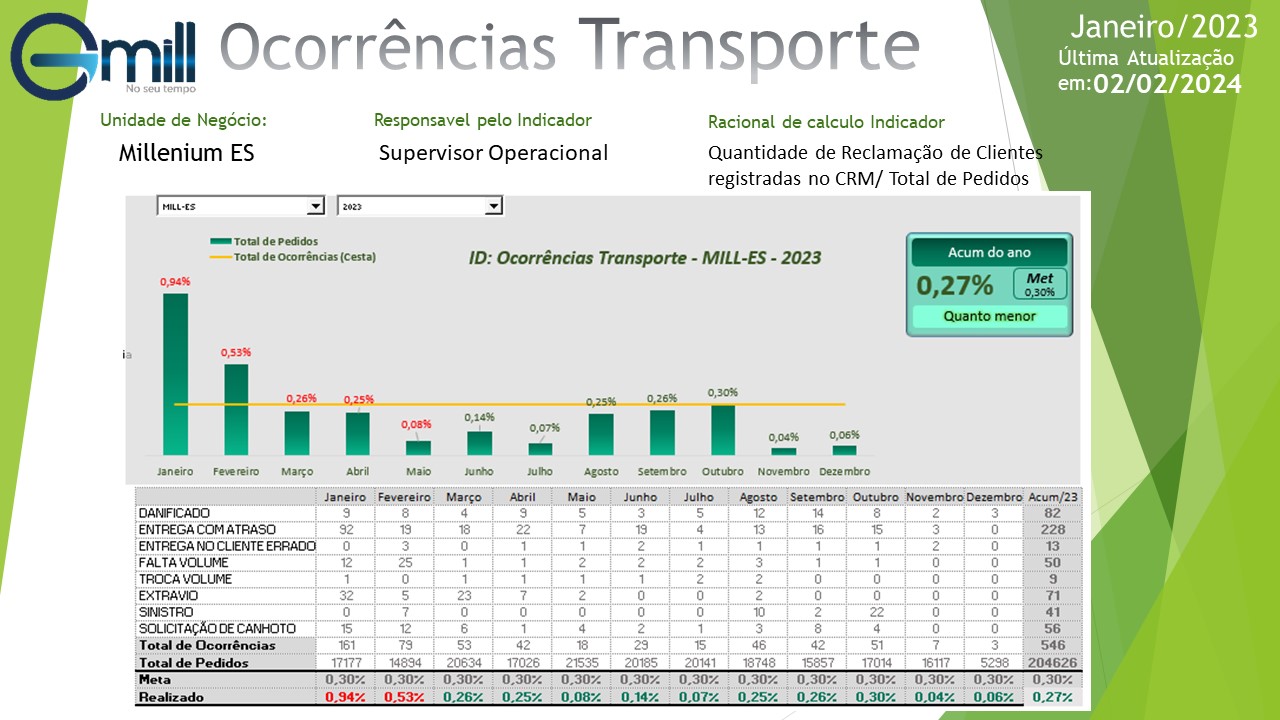 Gmill
No seu tempo
Ocorrências Transporte
Janeiro/2023
Última Atualização
em:02/02/2024
Unidade de Negócio:
Millenium ES
Responsavel pelo Indicador
Supervisor Operacional
Racional de calculo Indicador
Quantidade de Reclamação de Clientes
registradas no CRM/ Total de Pedidos
MILL-ES 2023
Total de Pedidos
Total de Ocorrências (Cesta)
ID: Ocorrências Transporte - MILL-ES - 2023
Acum do ano
0,27% Met
0,30%
Quanto menor
ia
0,94% 0,53% 0,26% 0,25% 0,08% 0,14% 0,07% 0,25% 0,26% 0,30% 0,04% 0,06%
Janeiro Fevereiro Março Abril Maio Junho Julho Agosto Setembro Outubro Novembro Dezembro
Janeiro Fevereiro Março Abril Maio Junho Julho Agosto Setembro Outubro Novembro Dezembro Acum/23
DANIFICADO 9 8 4 9 5 3 5 12 14 8 2 3 82
ENTREGA COM ATRASO 92 19 18 22 7 19 4 13 16 15 3 0 228
ENTREGA NO CLIENTE ERRADO 0 3 0 1 1 2 1 1 1 1 2 0 13
FALTA VOLUME 12 25 1 1 2 2 2 3 1 1 0 0 50
TROCA VOLUME 1 0 1 1 1 1 2 2 0 0 0 0 9
EXTRAVIO 32 5 23 7 2 0 0 2 0 0 0 0 71
SINISTRO 0 7 0 0 0 0 0 10 2 22 0 0 41
SOLICITAÇÃO DE CANHOTO 15 12 6 1 4 2 1 3 8 4 0 0 56
Total de Ocorrências 161 79 53 42 18 29 15 46 42 51 7 3 546
Total de Pedidos 17177 14894 20634 17026 21535 20185 20141 18748 15857 17014 16117 5298 204626
Meta 0,30% 0,30% 0,30% 0,30% 0,30% 0,30% 0,30% 0,30% 0,30% 0,30% 0,30% 0,30% 0,30%
Realizado 0,94% 0,53% 0,26% 0,25% 0,08% 0,14% 0,07% 0,25% 0,26% 0,30% 0,04% 0,06% 0,27%